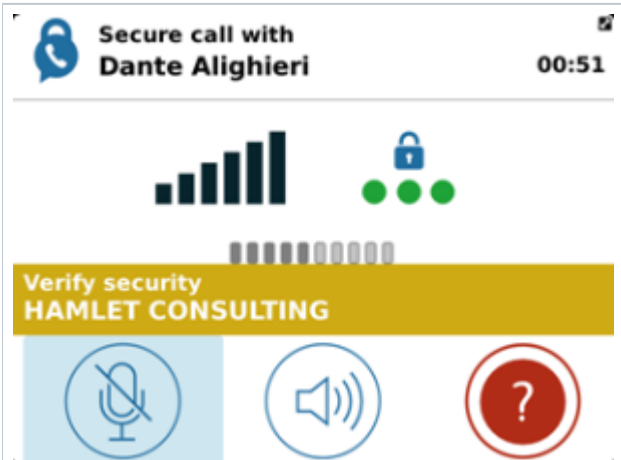 Secure call with
Dante Alighieri
00:51
Verify security
HAMLET CONSULTING
?